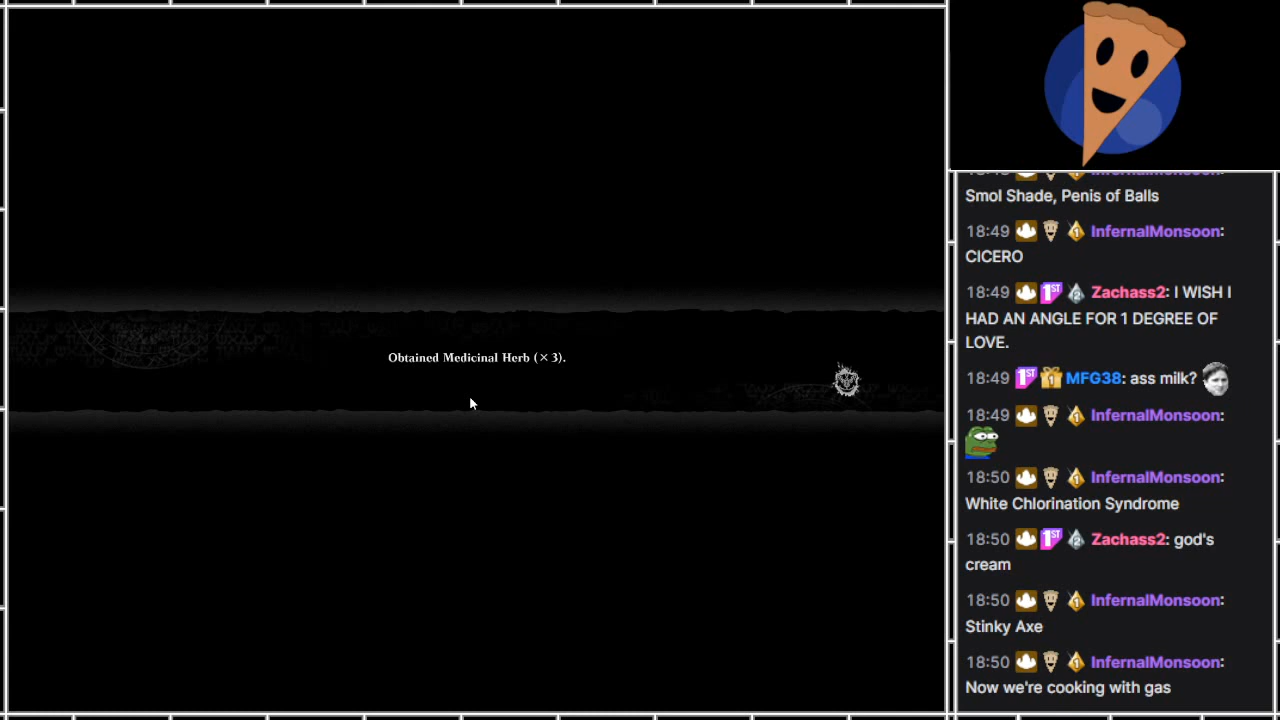 Obtained Medicinal Herb (× 3).
Smol Shade, Penis of Balls
18:49 InfernalMonsoon:
CICERO
18:49 Zachass2: I WISH I
HAD AN ANGLE FOR 1 DEGREE OF
LOVE.
18:49 MFG38: ass milk?
18:49 InfernalMonsoon:
18:50 InfernalMonsoon:
White Chlorination Syndrome
18:50 Zachass2: god's
cream
18:50 InfernalMonsoon:
Stinky Axe
18:50 InfernalMonsoon:
Now we're cooking with gas